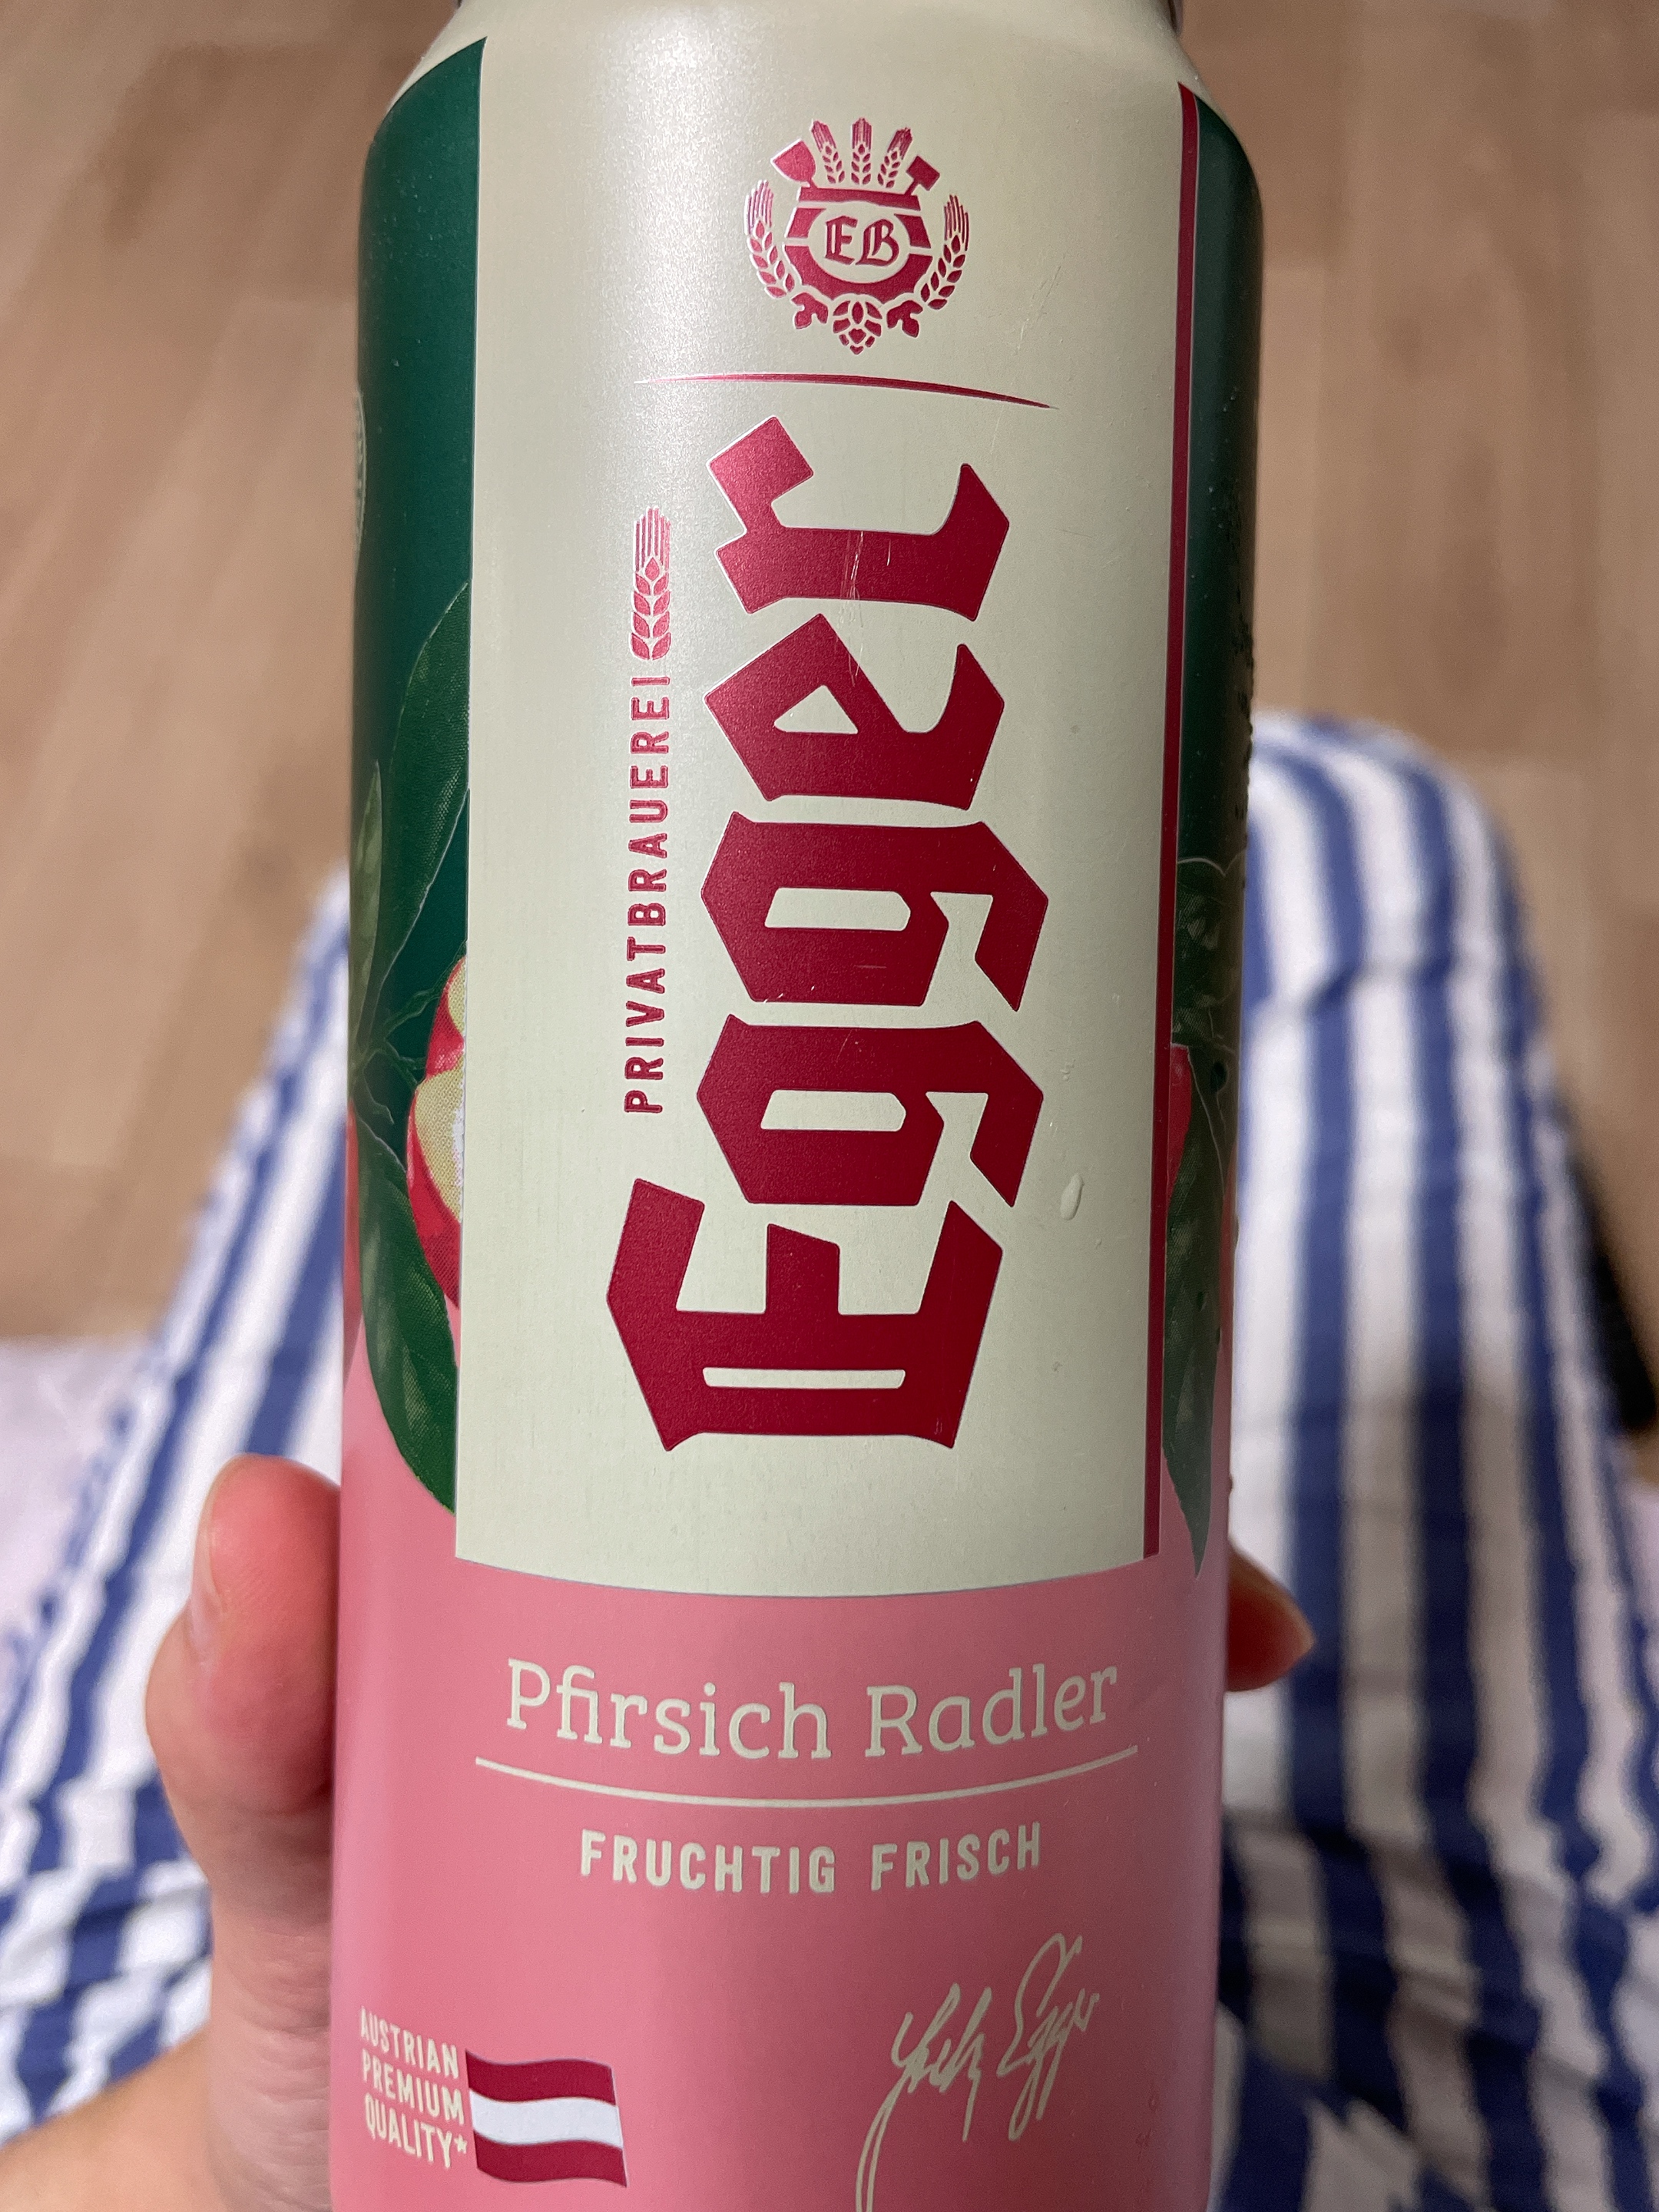 EB
PRIVATBRAUEREI
Egger
Pfirsich Radler
FRUCHTIG FRISCH
AUSTRIAN
PREMIUM
QUALITY*